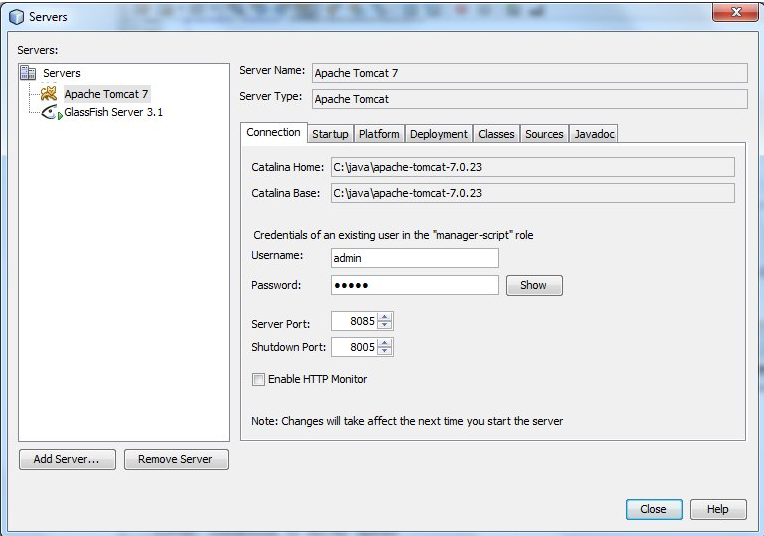 Servers
Servers:
Servers
Apache Tomcat 7
GlassFish Server 3.1
Add Server...
Remove Server
Server Name: Apache Tomcat 7
Server Type: Apache Tomcat
Connection Startup Platform Deployment Classes Sources Javadoc
Catalina Home: C:\java\apache-tomcat-7.0.23
Catalina Base: C:\java\apache-tomcat-7.0.23
Credentials of an existing user in the "manager-script" role
Username: admin
Password: ●●●●● Show
Server Port: 8085
Shutdown Port: 8005
Enable HTTP Monitor
Note: Changes will take affect the next time you start the server
Close Help